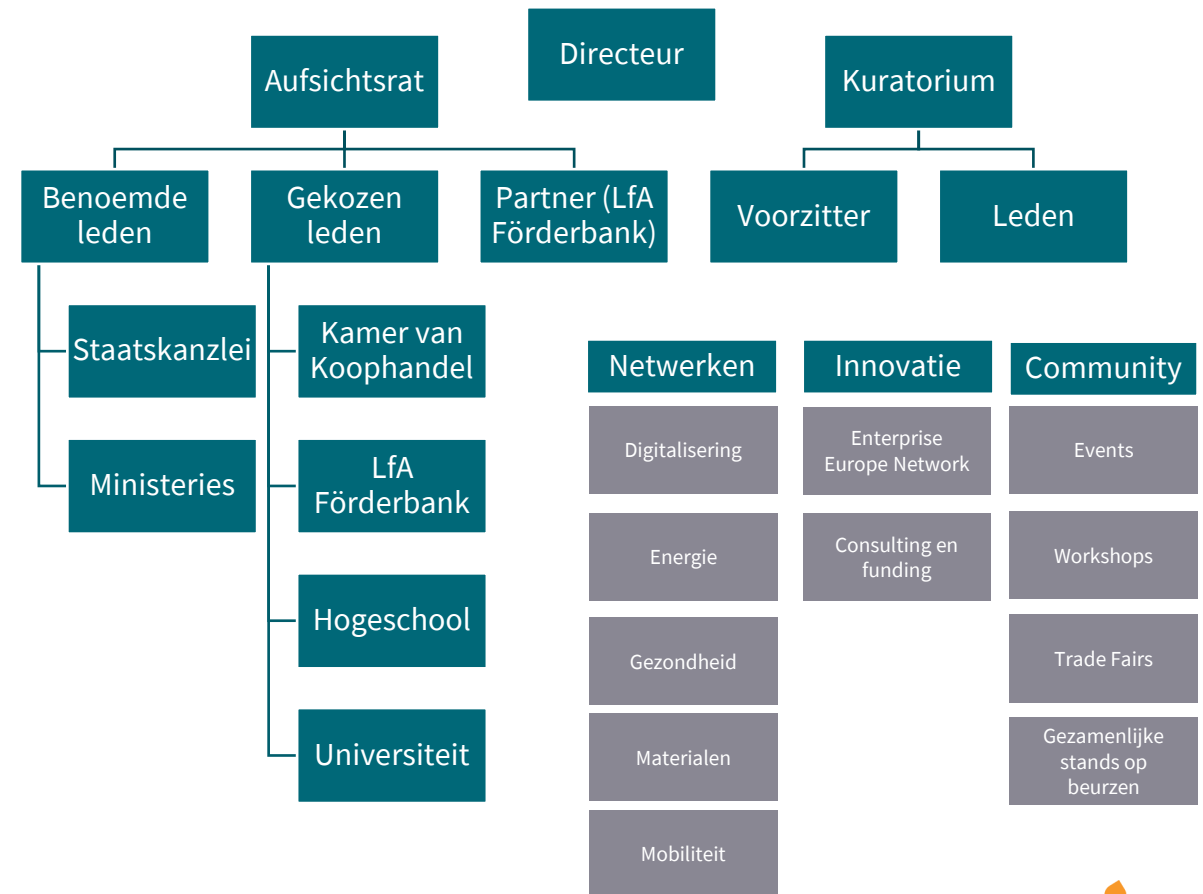 Directeur
Aufsichtsrat
Kuratorium
Benoemde
leden
Gekozen
leden
Partner (LfA
Förderbank)
Voorzitter
Leden
Staatskanzlei
Ministeries
Kamer van
Koophandel
LfA
Förderbank
Hogeschool
Universiteit
Netwerken
Digitalisering
Energie
Gezondheid
Materialen
Mobiliteit
Innovatie
Enterprise
Europe Network
Consulting en
funding
Community
Events
Workshops
Trade Fairs
Gezamenlijke
stands op
beurzen